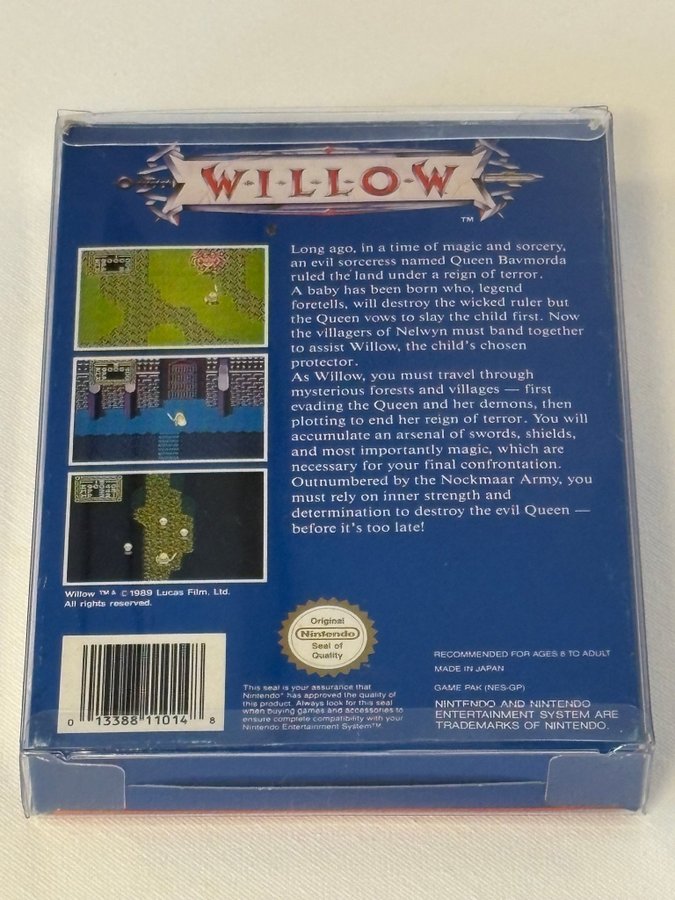 W·I·L·L·O·W
TM
Long ago, in a time of magic and sorcery,
an evil sorceress named Queen Bavmorda
ruled the land under a reign of terror.
A baby has been born who, legend
foretells, will destroy the wicked ruler but
the Queen vows to slay the child first. Now
the villagers of Nelwyn must band together
to assist Willow, the child's chosen
protector.
As Willow, you must travel through
mysterious forests and villages — first
evading the Queen and her demons, then
plotting to end her reign of terror. You will
accumulate an arsenal of swords, shields,
and most importantly magic, which are
necessary for your final confrontation.
Outnumbered by the Nockmaar Army, you
must rely on inner strength and
determination to destroy the evil Queen —
before it's too late!
Willow ™ & © 1989 Lucas Film, Ltd.
All rights reserved.
0 13388 11014 8
Original
Nintendo
Seal of
Quality
This seal is your assurance that
Nintendo® has approved the quality of
this product. Always look for this seal
when buying games and accessories to
ensure complete compatibility with your
Nintendo Entertainment System™.
RECOMMENDED FOR AGES 8 TO ADULT
MADE IN JAPAN
GAME PAK (NES-GP)
NINTENDO AND NINTENDO
ENTERTAINMENT SYSTEM ARE
TRADEMARKS OF NINTENDO.